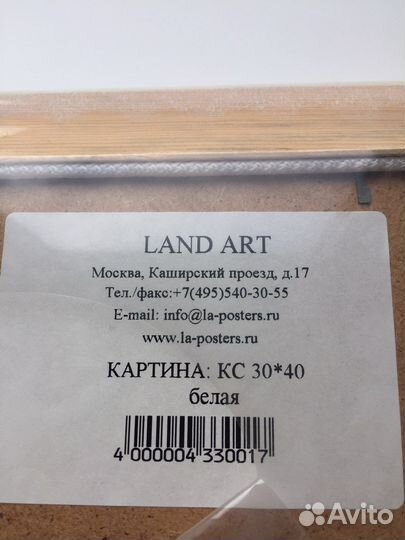 LAND ART
Москва, Каширский проезд, д.17
Тел./факс:+7(495)540-30-55
E-mail: info@la-posters.ru
www.la-posters.ru
КАРТИНА: КС 30*40
белая
4 000004 330017
Avito